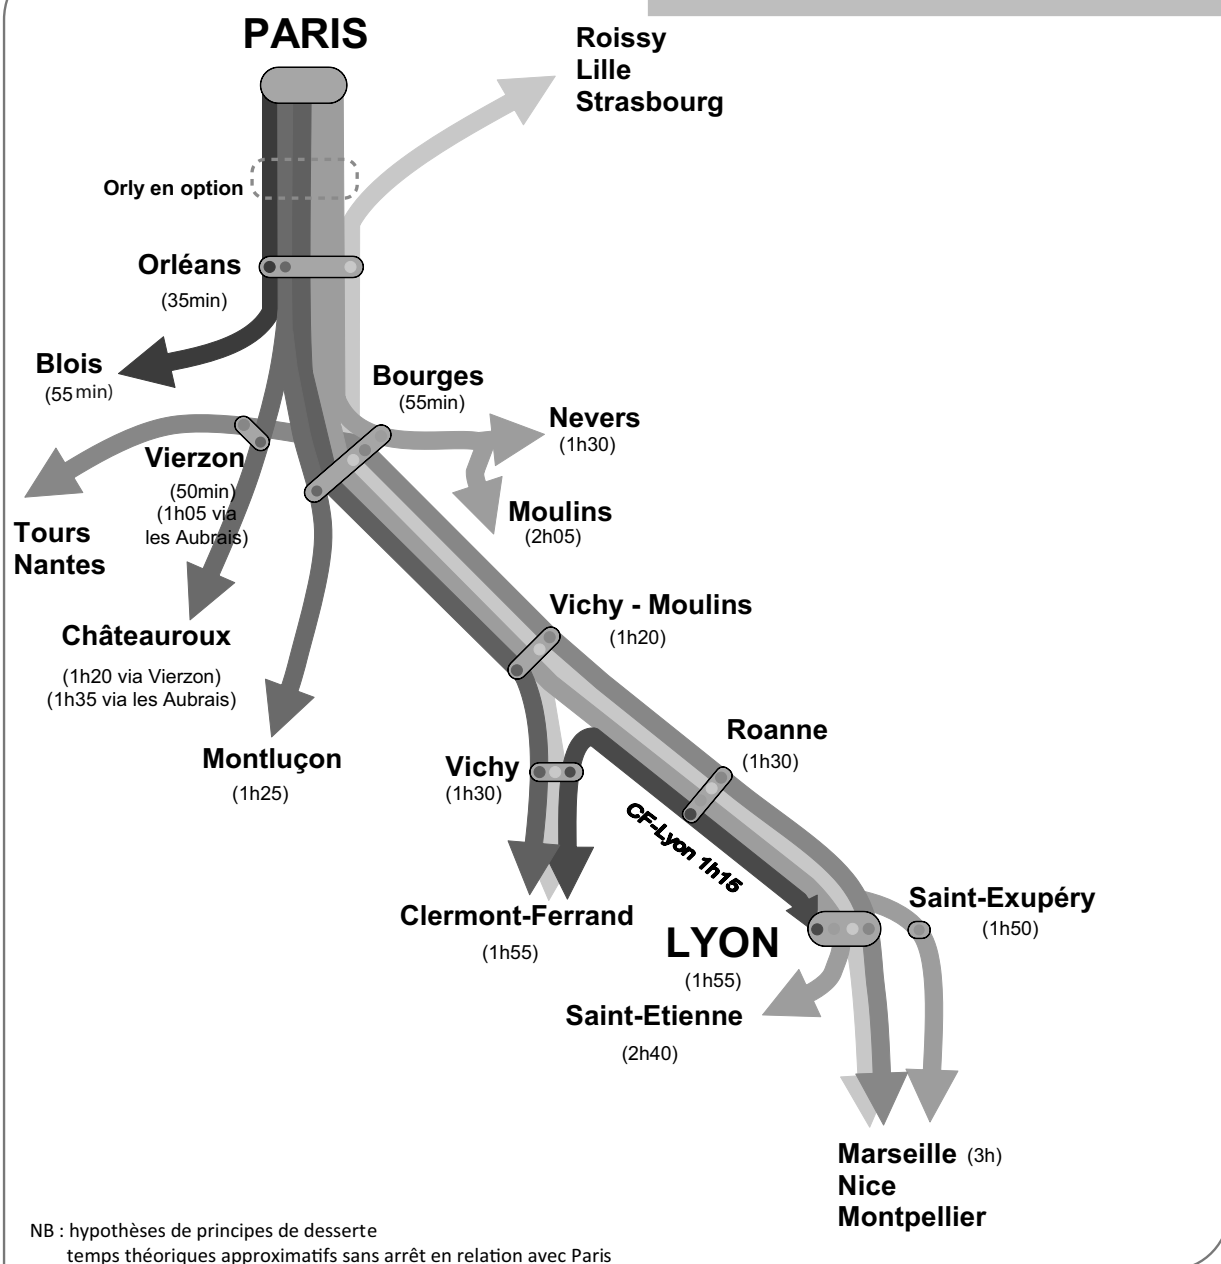 PARIS
Roissy
Lille
Strasbourg
Orly en option
Orléans
(35min)
Blois
(55min)
Bourges
(55min)
Nevers
(1h30)
Vierzon
(50min)
(1h05 via
les Aubrais)
Moulins
(2h05)
Tours
Nantes
Châteauroux
(1h20 via Vierzon)
(1h35 via les Aubrais)
Vichy - Moulins
(1h20)
Montluçon
(1h25)
Roanne
(1h30)
Vichy
(1h30)
CF-Lyon 1h15
Clermont-Ferrand
(1h55)
LYON
(1h55)
Saint-Exupéry
(1h50)
Saint-Etienne
(2h40)
Marseille (3h)
Nice
Montpellier
NB : hypothèses de principes de desserte
temps théoriques approximatifs sans arrêt en relation avec Paris